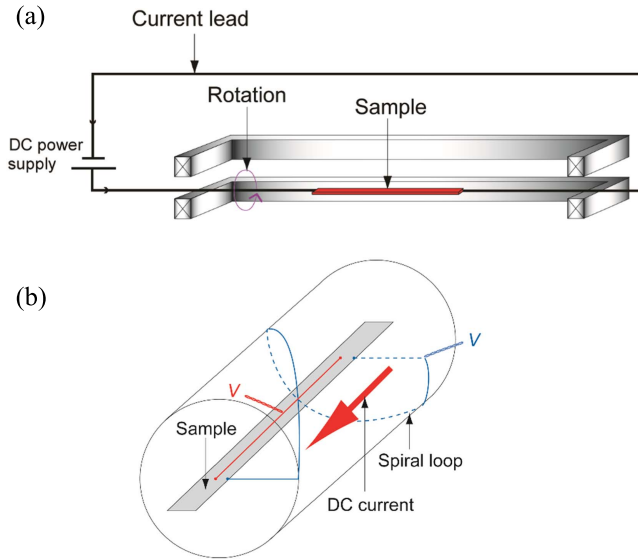 (a)
Current lead
Rotation
Sample
DC power
supply
(b)
V
V
Sample
Spiral loop
DC current